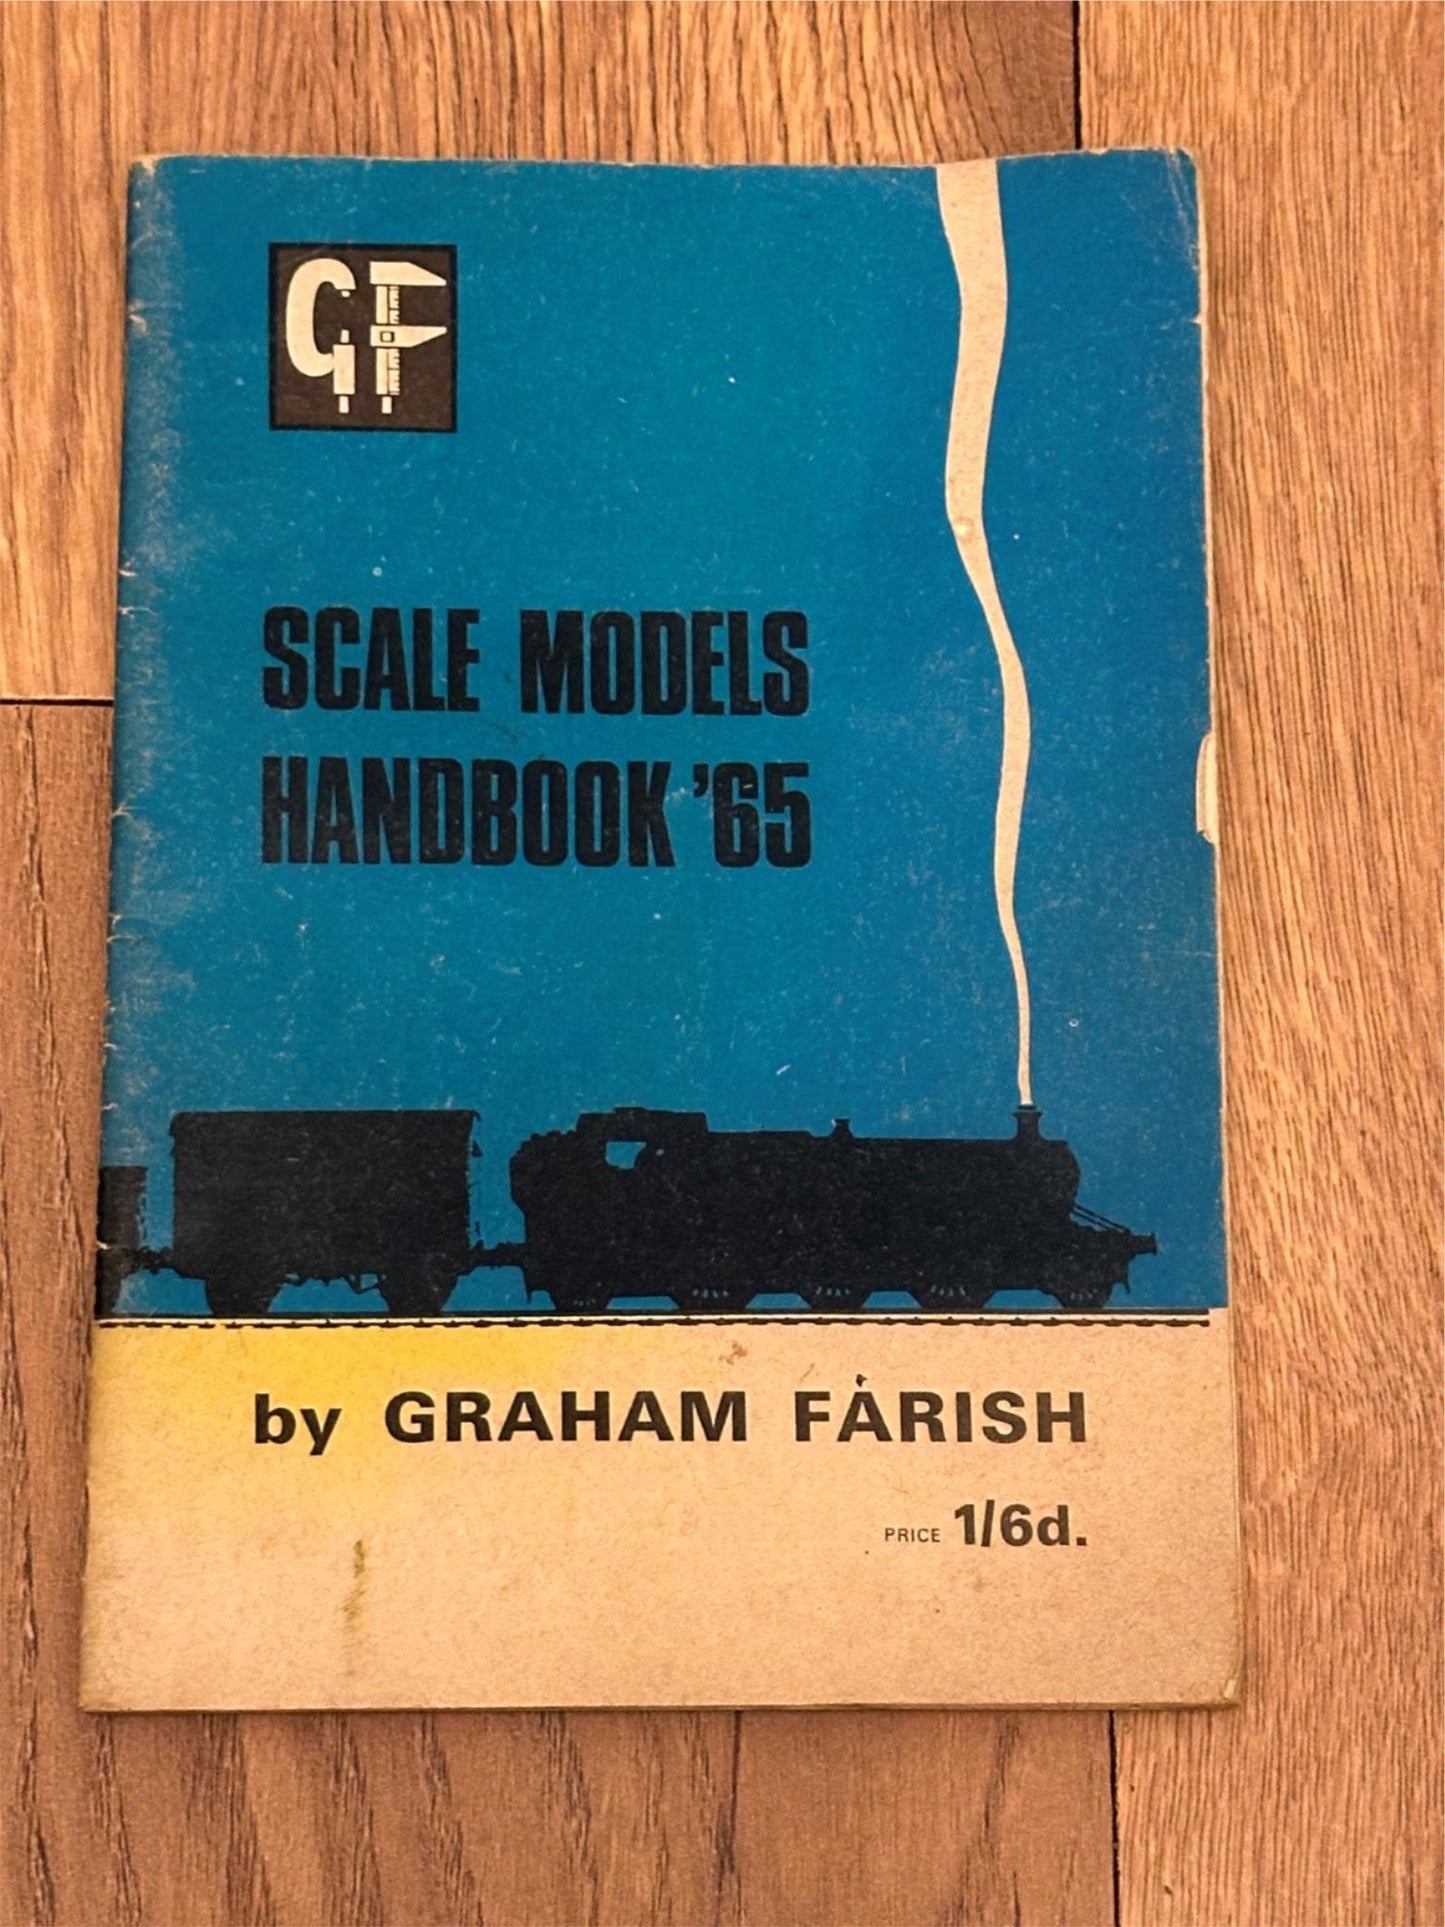 GF
SCALE MODELS
HANDBOOK '65
by GRAHAM FARISH
PRICE 1/6d.